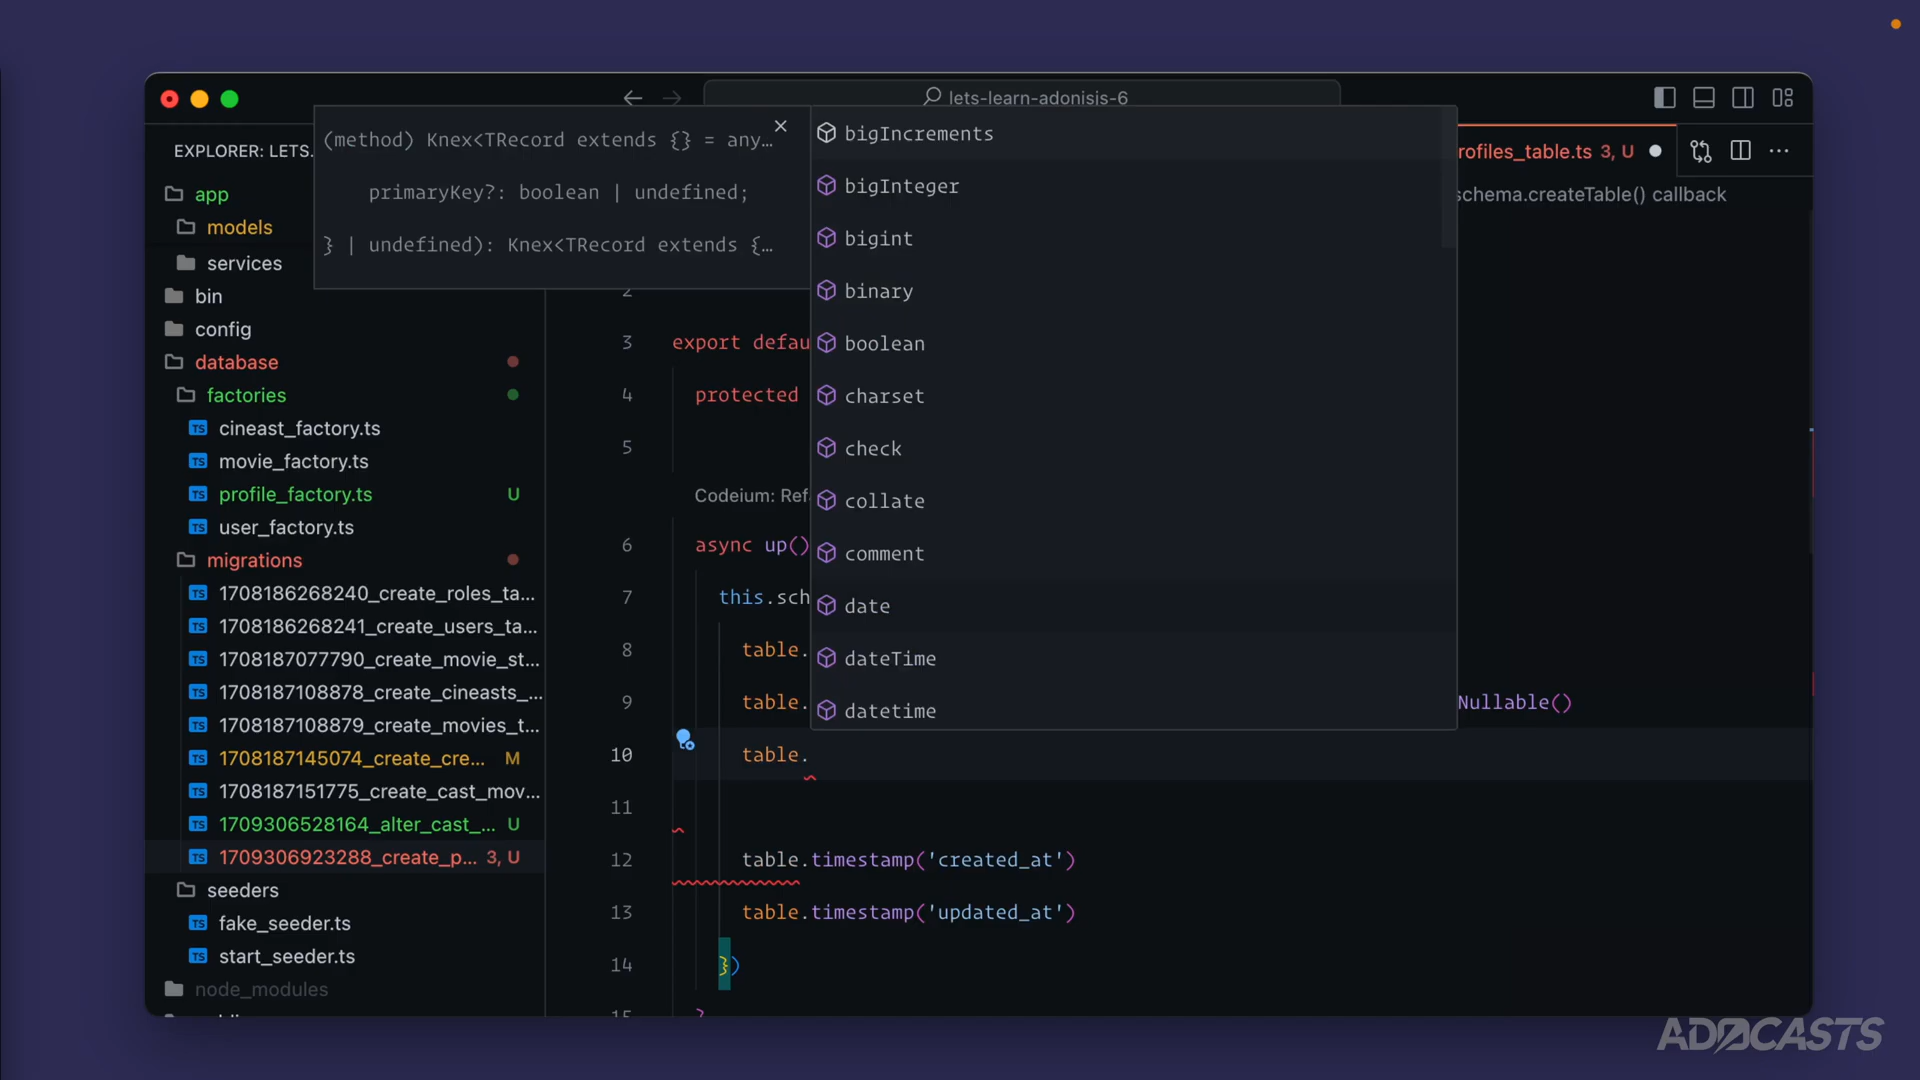 lets-learn-adonisis-6
EXPLORER: LETS.
app
models
services
bin
config
database
factories
cineast_factory.ts
movie_factory.ts
profile_factory.ts U
user_factory.ts
migrations
1708186268240_create_roles_ta...
1708186268241_create_users_ta...
1708187077790_create_movie_st...
1708187108878_create_cineasts_...
1708187108879_create_movies_t...
1708187145074_create_cre... M
1708187151775_create_cast_mov...
1709306528164_alter_cast_... U
1709306923288_create_p... 3, U
seeders
fake_seeder.ts
start_seeder.ts
node_modules
(method) Knex<TRecord extends {} = any...
primaryKey?: boolean | undefined;
} | undefined): Knex<TRecord extends {...
bigIncrements
bigInteger
bigint
binary
boolean
charset
check
collate
comment
date
dateTime
datetime
rofiles_table.ts 3, U
schema.createTable() callback
2
3 export defau
4 protected
5
Codeium: Ref
6 async up()
7 this.sch
8 table.
9 table. Nullable()
10 table.
11
12 table.timestamp('created_at')
13 table.timestamp('updated_at')
14 })
15 }
ADOCASTS